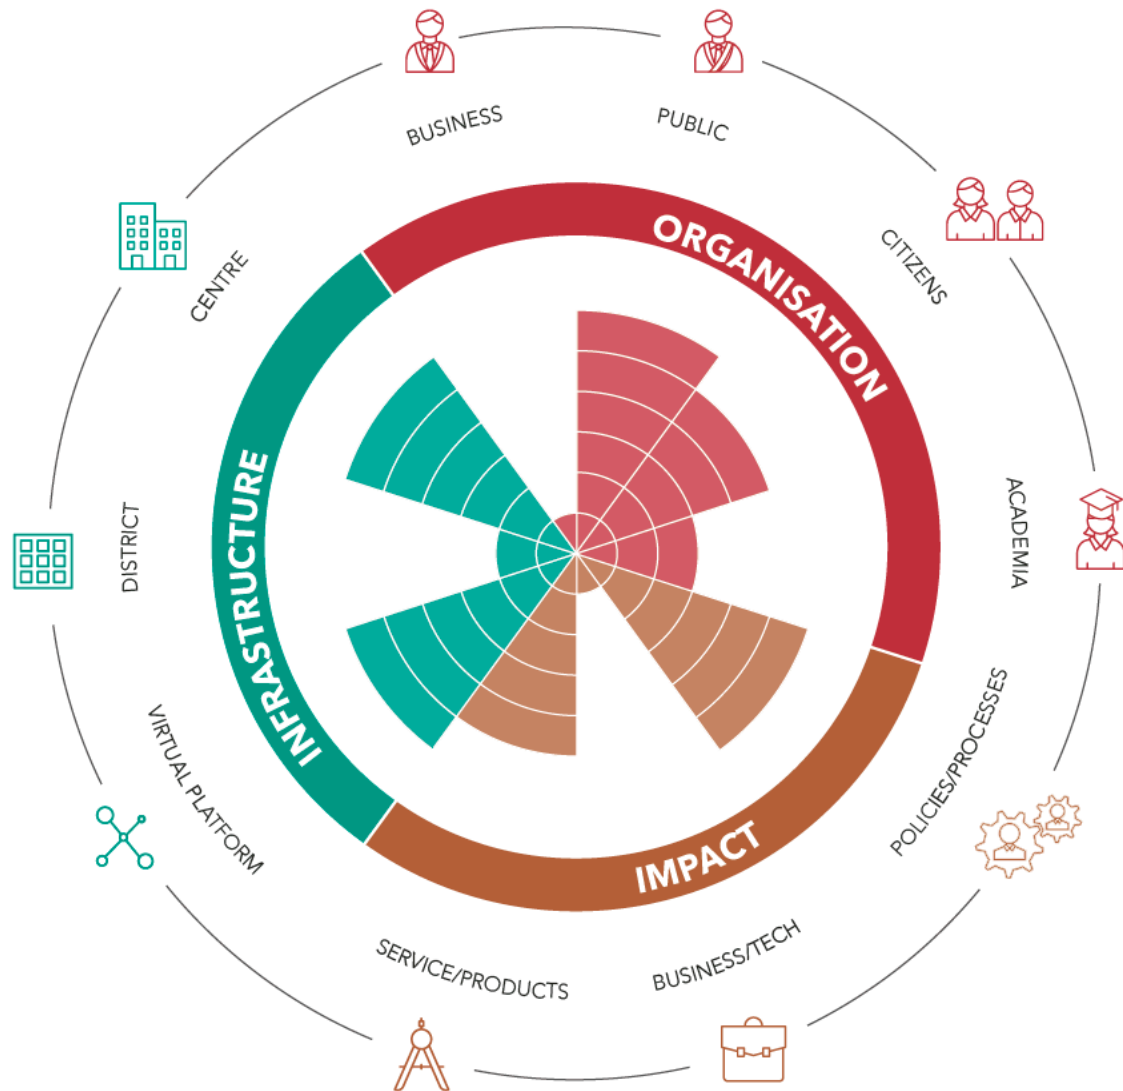 BUSINESS
PUBLIC
CITIZENS
ACADEMIA
POLICIES/PROCESSES
BUSINESS/TECH
SERVICE/PRODUCTS
VIRTUAL PLATFORM
DISTRICT
CENTRE
ORGANISATION
IMPACT
INFRASTRUCTURE